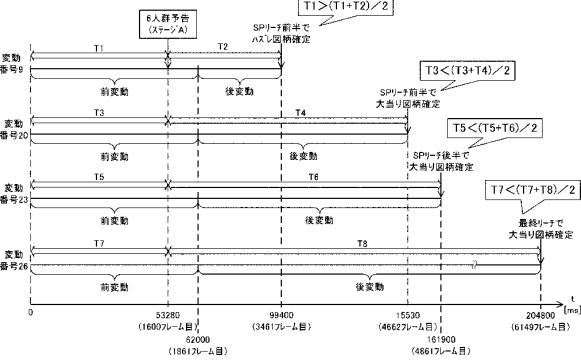 6人群予告
(ステージA)
SPリーチ前半で
ハズレ図柄確定
T1＞(T1+T2)／2
変動
番号9
T1
T2
前変動
後変動
SPリーチ前半で
大当り図柄確定
T3＜(T3+T4)／2
変動
番号20
T3
T4
前変動
後変動
SPリーチ後半で
大当り図柄確定
T5＜(T5+T6)／2
変動
番号23
T5
T6
前変動
後変動
最終リーチで
大当り図柄確定
T7＜(T7+T8)／2
変動
番号26
T7
T8
前変動
後変動
t
[ms]
0
53280
(1600フレーム目)
62000
(1861フレーム目)
99400
(3461フレーム目)
15530
(4662フレーム目)
161900
(4861フレーム目)
204800
(6149フレーム目)